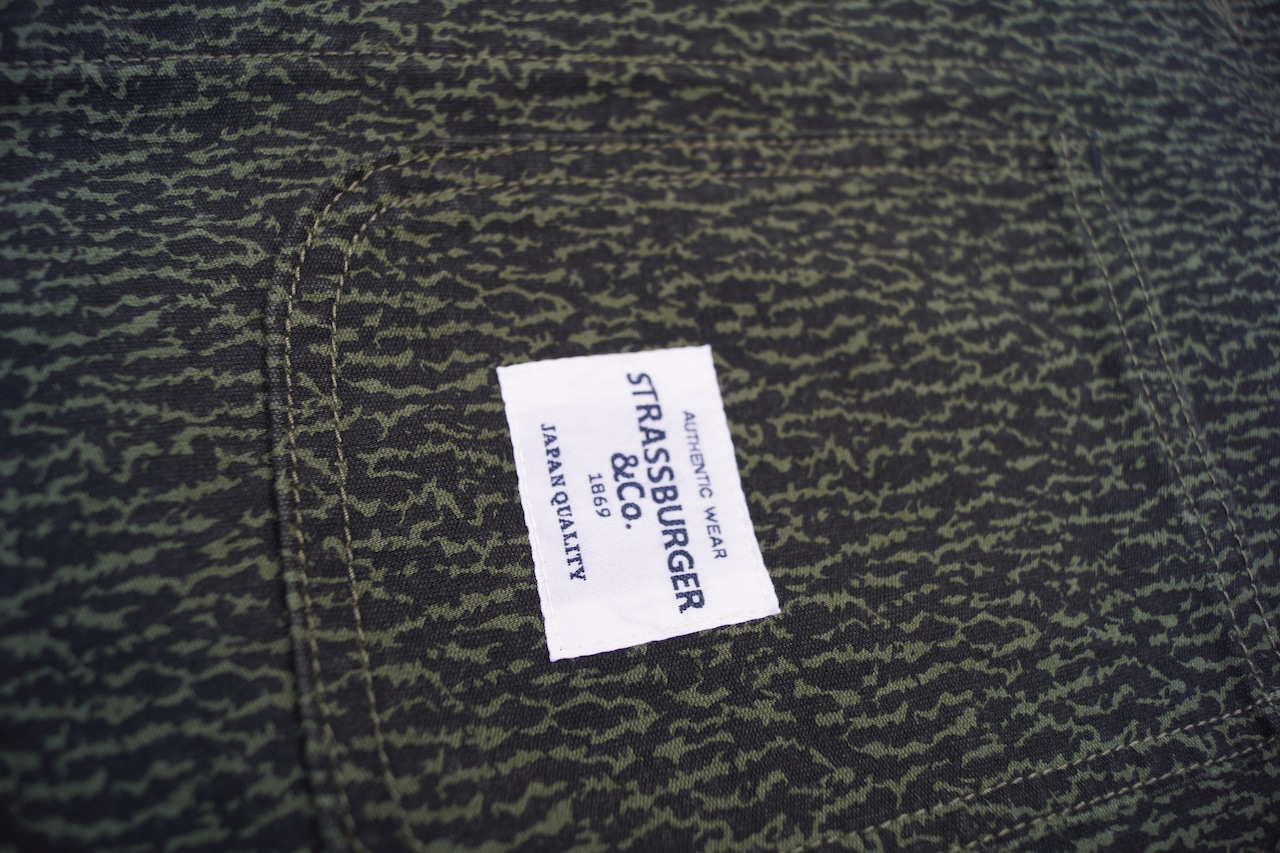 AUTHENTIC WEAR
STRASSBURGER
&Co.
1869
JAPAN QUALITY